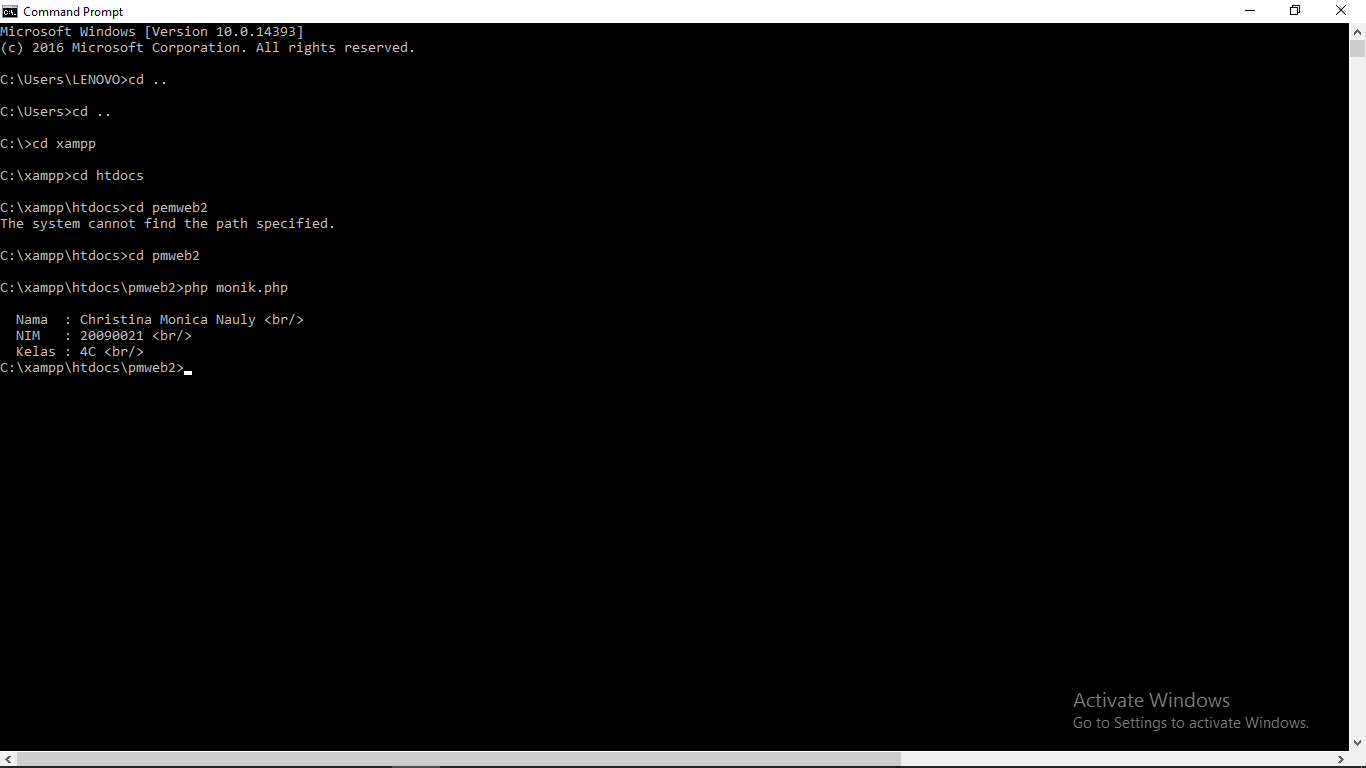 Command Prompt
Microsoft Windows [Version 10.0.14393]
(c) 2016 Microsoft Corporation. All rights reserved.
C:\Users\LENOVO>cd ..
C:\Users>cd ..
C:\>cd xampp
C:\xampp>cd htdocs
C:\xampp\htdocs>cd pemweb2
The system cannot find the path specified.
C:\xampp\htdocs>cd pmweb2
C:\xampp\htdocs\pmweb2>php monik.php
Nama  : Christina Monica Nauly <br/>
NIM   : 20090021 <br/>
Kelas : 4C <br/>
C:\xampp\htdocs\pmweb2>
Activate Windows
Go to Settings to activate Windows.